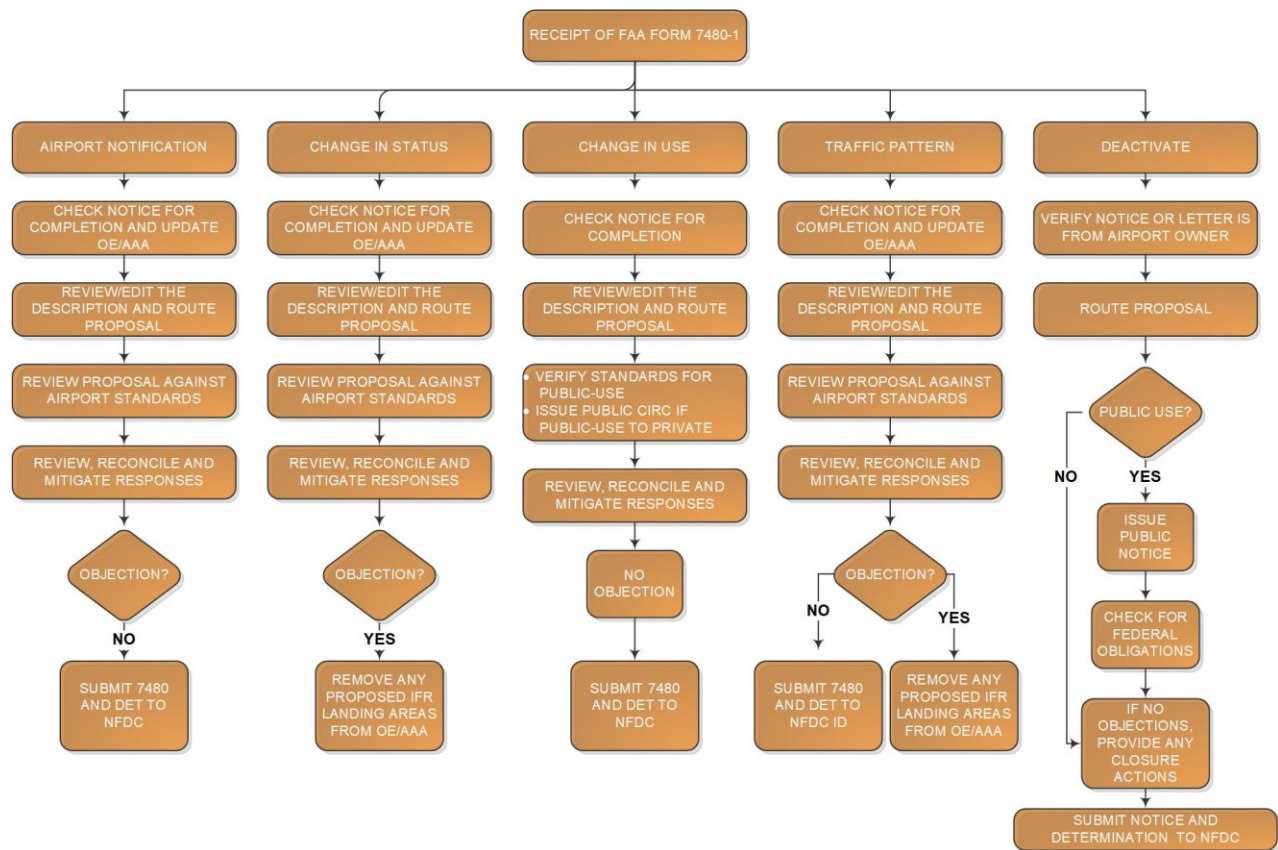 RECEIPT OF FAA FORM 7480-1
AIRPORT NOTIFICATION
CHECK NOTICE FOR
COMPLETION AND UPDATE
OE/AAA
REVIEW/EDIT THE
DESCRIPTION AND ROUTE
PROPOSAL
REVIEW PROPOSAL AGAINST
AIRPORT STANDARDS
REVIEW, RECONCILE AND
MITIGATE RESPONSES
OBJECTION?
NO
SUBMIT 7480
AND DET TO
NFDC
CHANGE IN STATUS
CHECK NOTICE FOR
COMPLETION AND UPDATE
OE/AAA
REVIEW/EDIT THE
DESCRIPTION AND ROUTE
PROPOSAL
REVIEW PROPOSAL AGAINST
AIRPORT STANDARDS
REVIEW, RECONCILE AND
MITIGATE RESPONSES
OBJECTION?
YES
REMOVE ANY
PROPOSED IFR
LANDING AREAS
FROM OE/AAA
CHANGE IN USE
CHECK NOTICE FOR
COMPLETION
REVIEW/EDIT THE
DESCRIPTION AND ROUTE
PROPOSAL
• VERIFY STANDARDS FOR
PUBLIC-USE
• ISSUE PUBLIC CIRC IF
PUBLIC-USE TO PRIVATE
REVIEW, RECONCILE AND
MITIGATE RESPONSES
NO
OBJECTION
SUBMIT 7480
AND DET TO
NFDC
TRAFFIC PATTERN
CHECK NOTICE FOR
COMPLETION AND UPDATE
OE/AAA
REVIEW/EDIT THE
DESCRIPTION AND ROUTE
PROPOSAL
REVIEW PROPOSAL AGAINST
AIRPORT STANDARDS
REVIEW, RECONCILE AND
MITIGATE RESPONSES
OBJECTION?
NO
YES
SUBMIT 7480
AND DET TO
NFDC ID
REMOVE ANY
PROPOSED IFR
LANDING AREAS
FROM OE/AAA
DEACTIVATE
VERIFY NOTICE OR LETTER IS
FROM AIRPORT OWNER
ROUTE PROPOSAL
PUBLIC USE?
NO
YES
ISSUE
PUBLIC
NOTICE
CHECK FOR
FEDERAL
OBLIGATIONS
IF NO
OBJECTIONS,
PROVIDE ANY
CLOSURE
ACTIONS
SUBMIT NOTICE AND
DETERMINATION TO NFDC